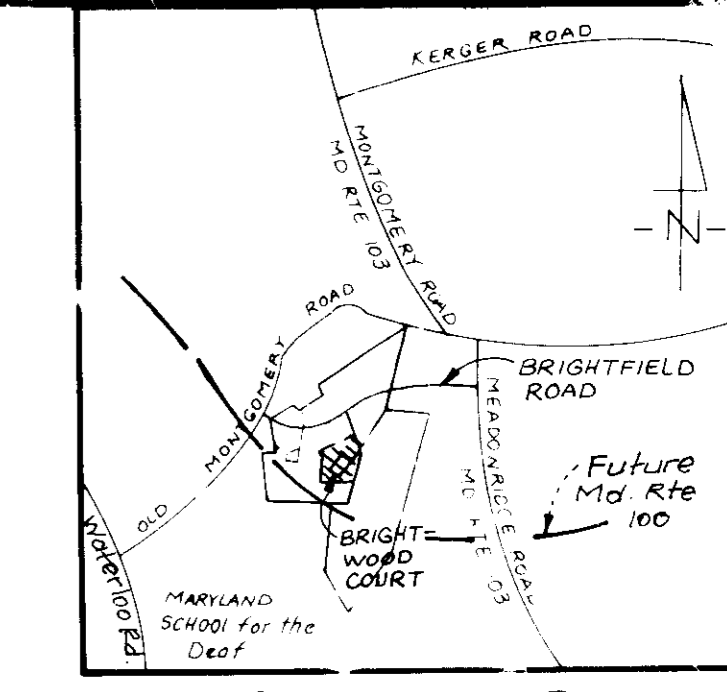 KERGER ROAD
MONTGOMERY ROAD
MD RTE 103
-N-
OLD MONTGOMERY ROAD
BRIGHTFIELD
ROAD
MEADOWRIDGE ROAD
MD RTE 03
Future
Md. Rte
100
BRIGHT=
WOOD
COURT
Waterloo Rd.
MARYLAND
SCHOOL for the
Deaf